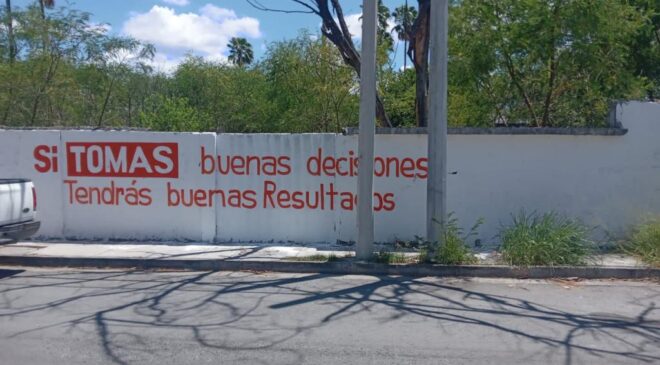 Si TOMAS buenas decisiones
Tendrás buenas Resultados